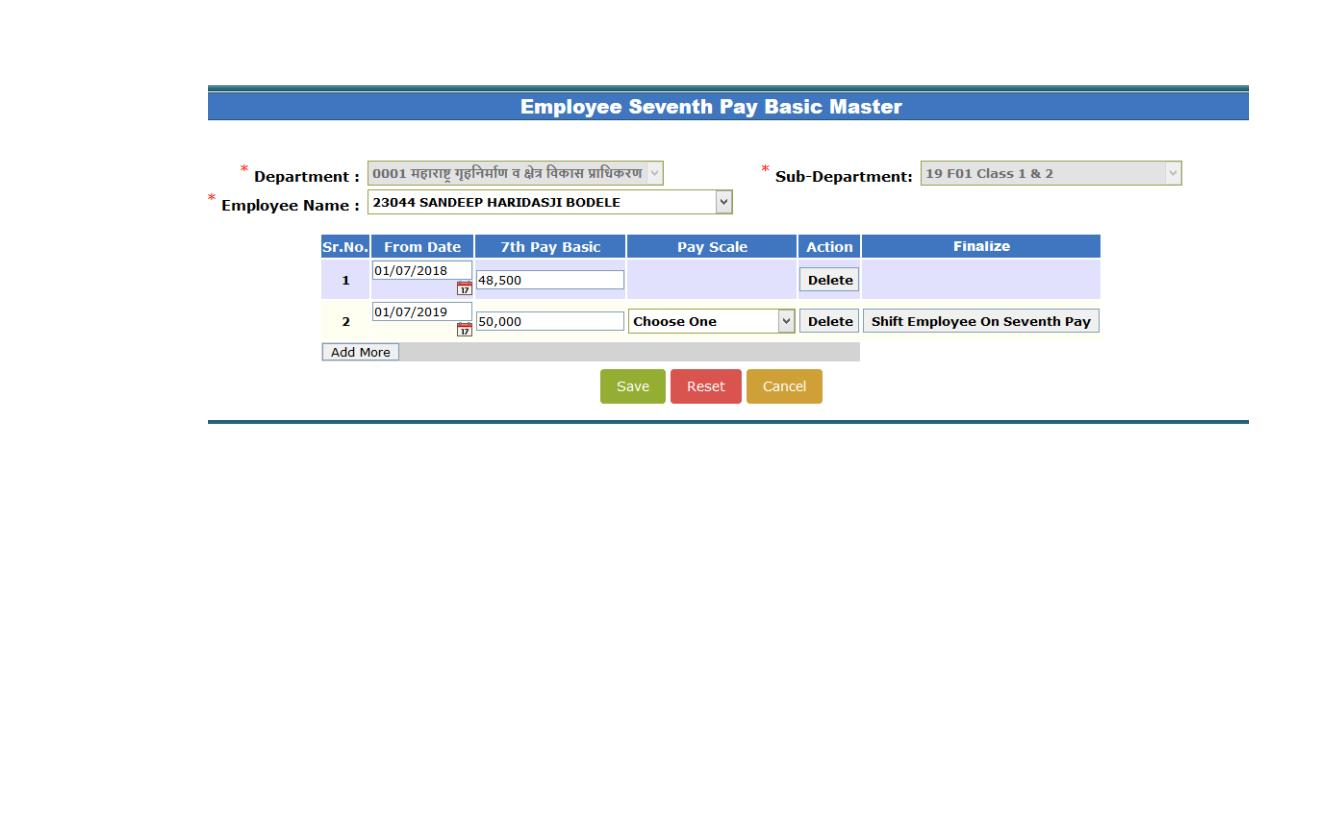 Employee Seventh Pay Basic Master
* Department : 0001 महाराष्ट्र गृहनिर्माण व क्षेत्र विकास प्राधिकरण * Sub-Department: 19 F01 Class 1 & 2
* Employee Name : 23044 SANDEEP HARIDASJI BODELE
Sr.No. From Date 7th Pay Basic Pay Scale Action Finalize
1 01/07/2018 17 48,500 Delete
2 01/07/2019 17 50,000 Choose One Delete Shift Employee On Seventh Pay
Add More
Save Reset Cancel